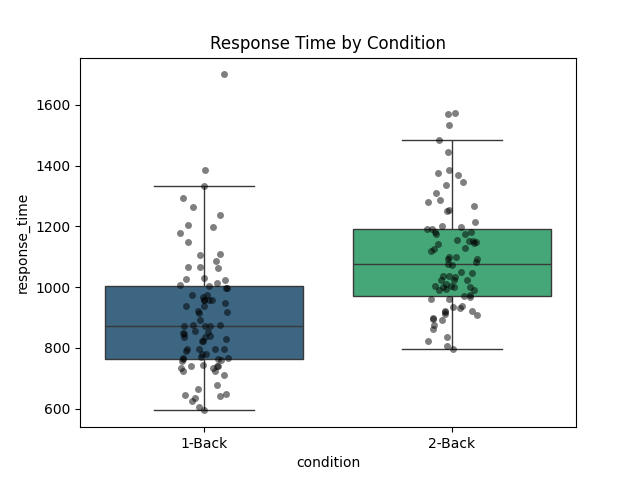 Response Time by Condition
1600
1400
1200
1000
800
600
response_time
1-Back
2-Back
condition